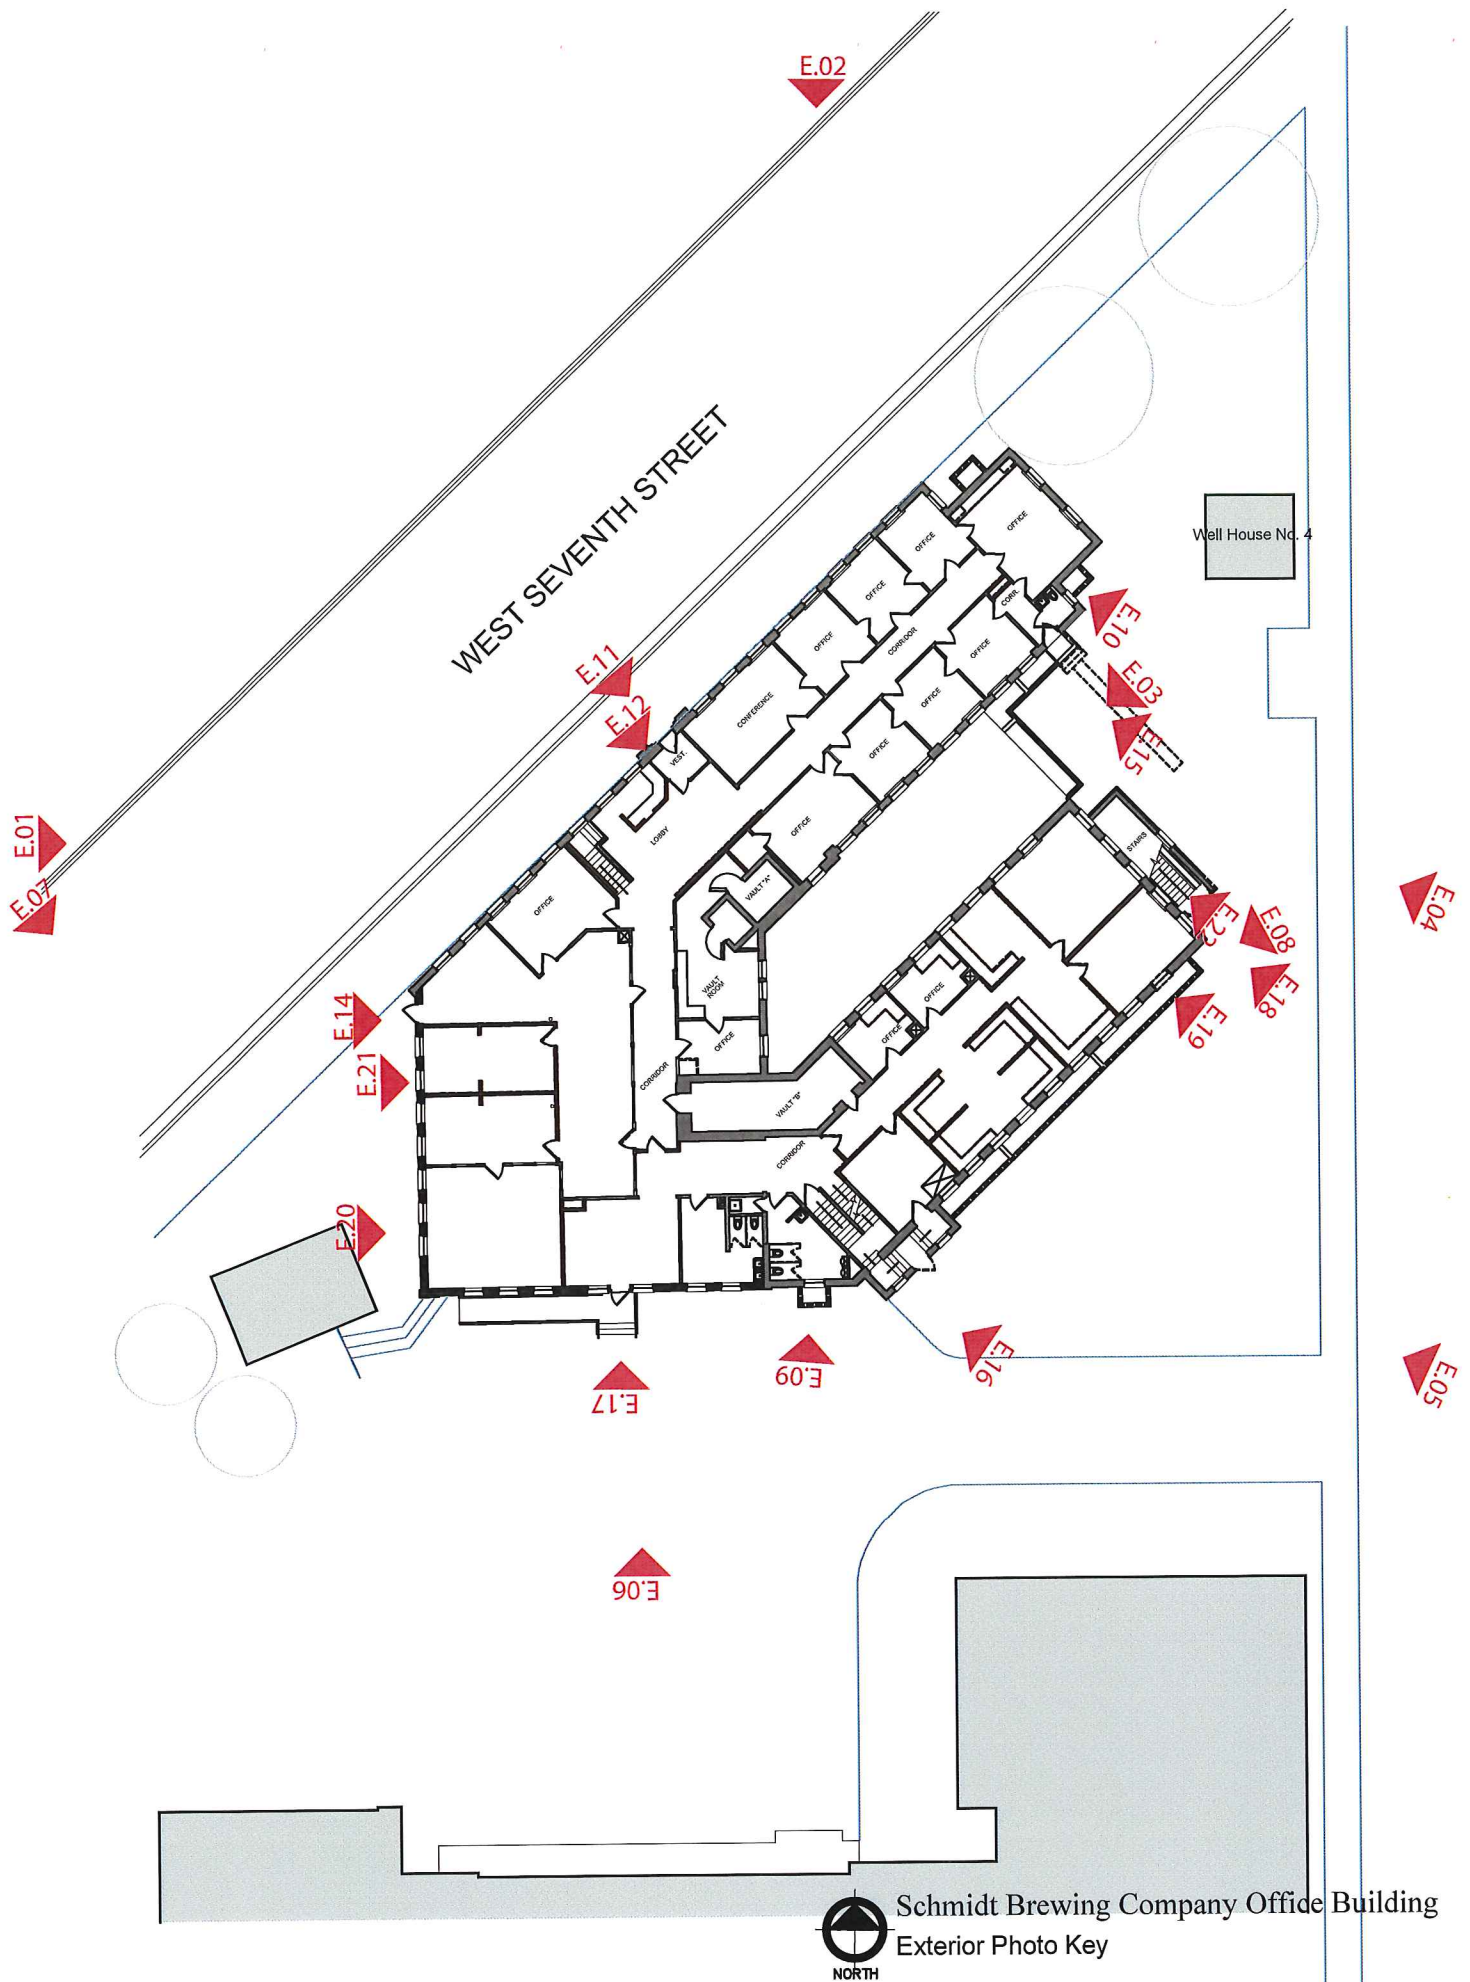 E.02
WEST SEVENTH STREET
OFFICE
Well House No. 4
OFFICE
OFFICE
CORR.
E.10
OFFICE
CORRIDOR
OFFICE
E.11
E.03
OFFICE
CONFERENCE
E.12
E.15
VEST.
OFFICE
LOBBY
OFFICE
STAIRS
E.01
E.07
VAULT "A"
OFFICE
E.04
E.22
E.08
VAULT
ROOM
OFFICE
E.18
E.14
E.19
OFFICE
OFFICE
E.21
CORRIDOR
VAULT "B"
CORRIDOR
E.20
E.16
E.09
E.17
E.05
E.06
Schmidt Brewing Company Office Building
Exterior Photo Key
NORTH